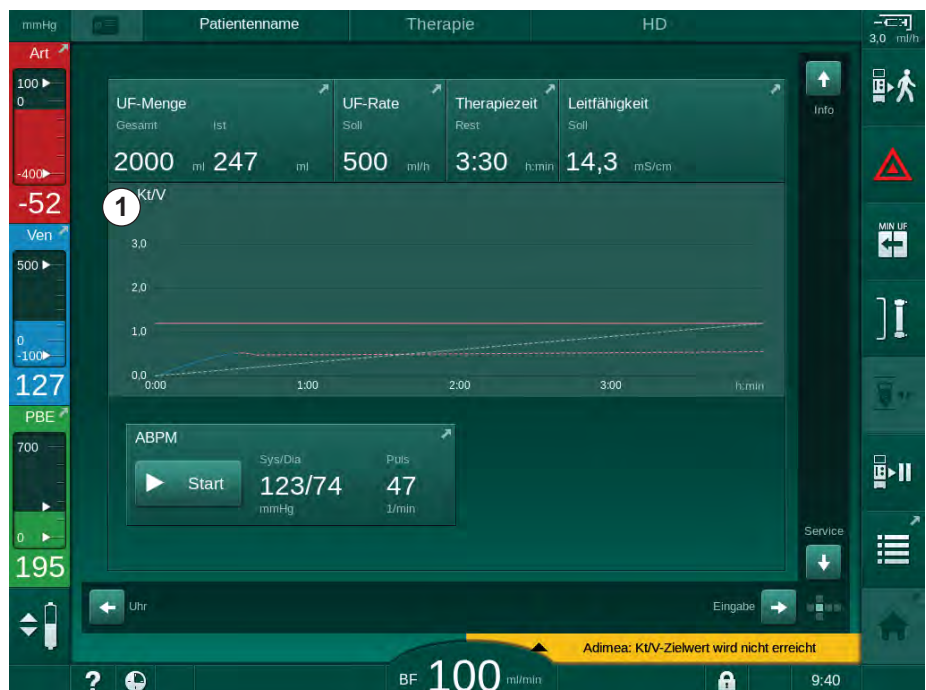 mmHg Patientenname Therapie HD
3,0 ml/h
Art
100
0
-400
-52
Ven
500
0
-100
127
PBE
700
0
195
UF-Menge
Gesamt ist
2000 ml 247 ml
UF-Rate
Soll
500 ml/h
Therapiezeit
Rest
3:30 h:min
Leitfähigkeit
Soll
14,3 mS/cm
1
Kt/V
3,0
2,0
1,0
0,0
0:00 1:00 2:00 3:00 h:min
ABPM
Start
Sys/Dia
123/74
mmHg
Puls
47
1/min
Info
Service
MIN UF
Uhr
Eingabe
Adimea: Kt/V-Zielwert wird nicht erreicht
? BF 100 ml/min 9:40